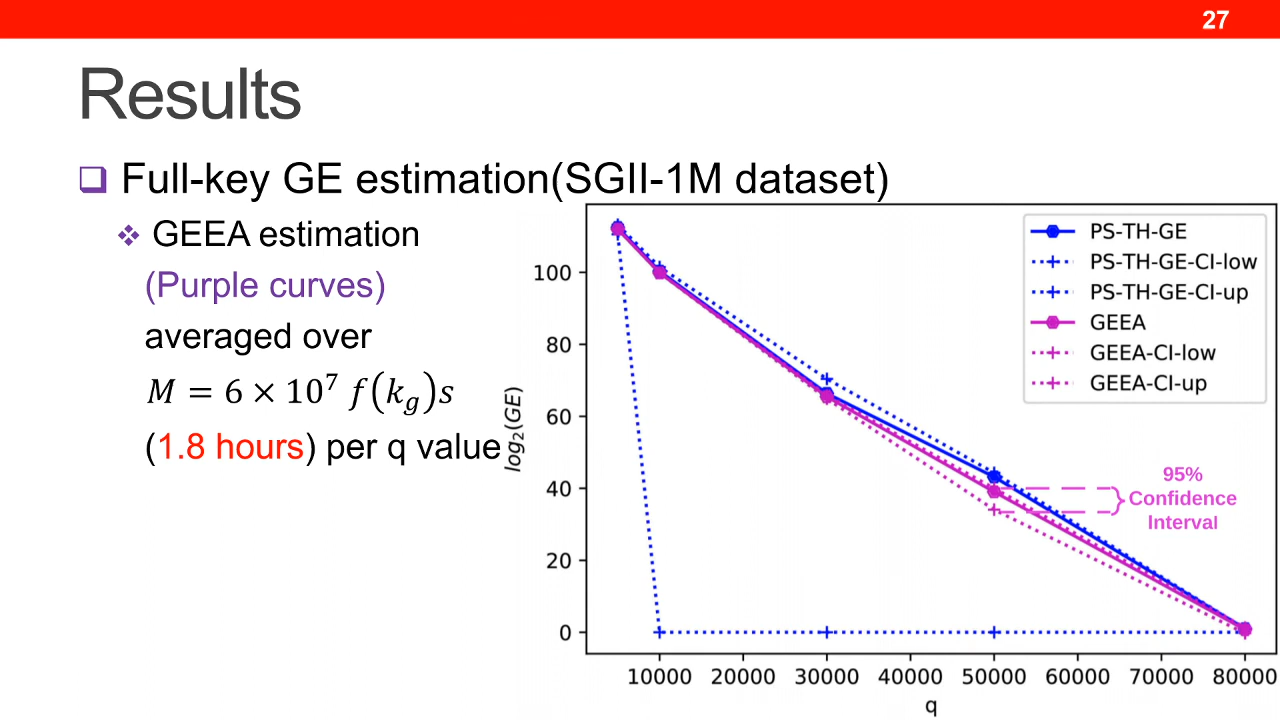 27
Results
❑ Full-key GE estimation(SGII-1M dataset)
❖ GEEA estimation
(Purple curves)
averaged over
M = 6 × 10⁷ f(k_g)s
(1.8 hours) per q value
log₂(GE)
100
80
60
40
20
0
10000 20000 30000 40000 50000 60000 70000 80000
q
PS-TH-GE
PS-TH-GE-CI-low
PS-TH-GE-CI-up
GEEA
GEEA-CI-low
GEEA-CI-up
95%
Confidence
Interval